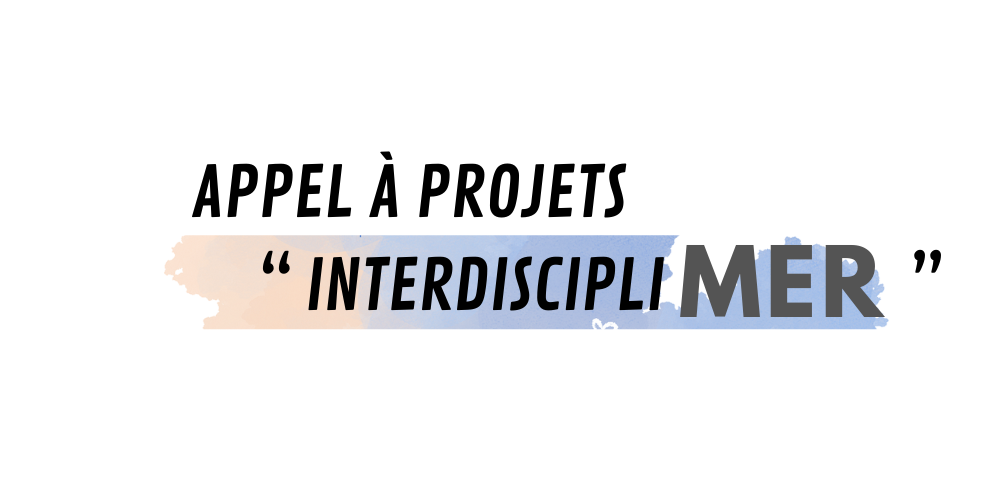 APPEL À PROJETS
“ INTERDISCIPLIMER ”